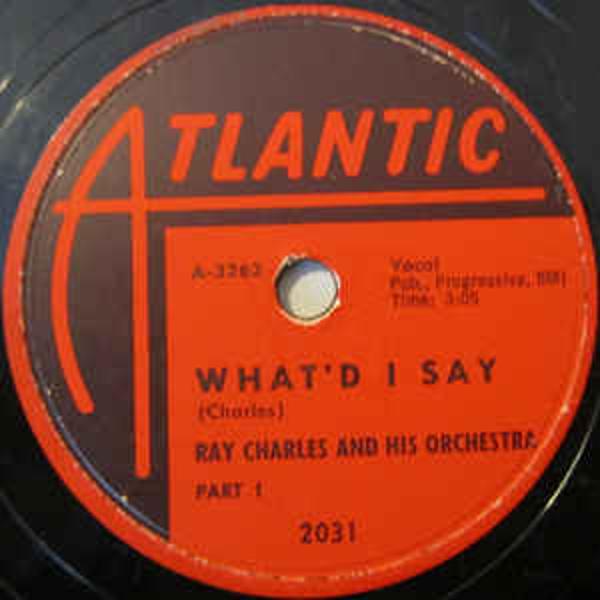 ATLANTIC
A-3262
Vocal
Pub., Progressive, BMI
Time: 3:05
WHAT'D I SAY
(Charles)
RAY CHARLES AND HIS ORCHESTRA
PART 1
2031